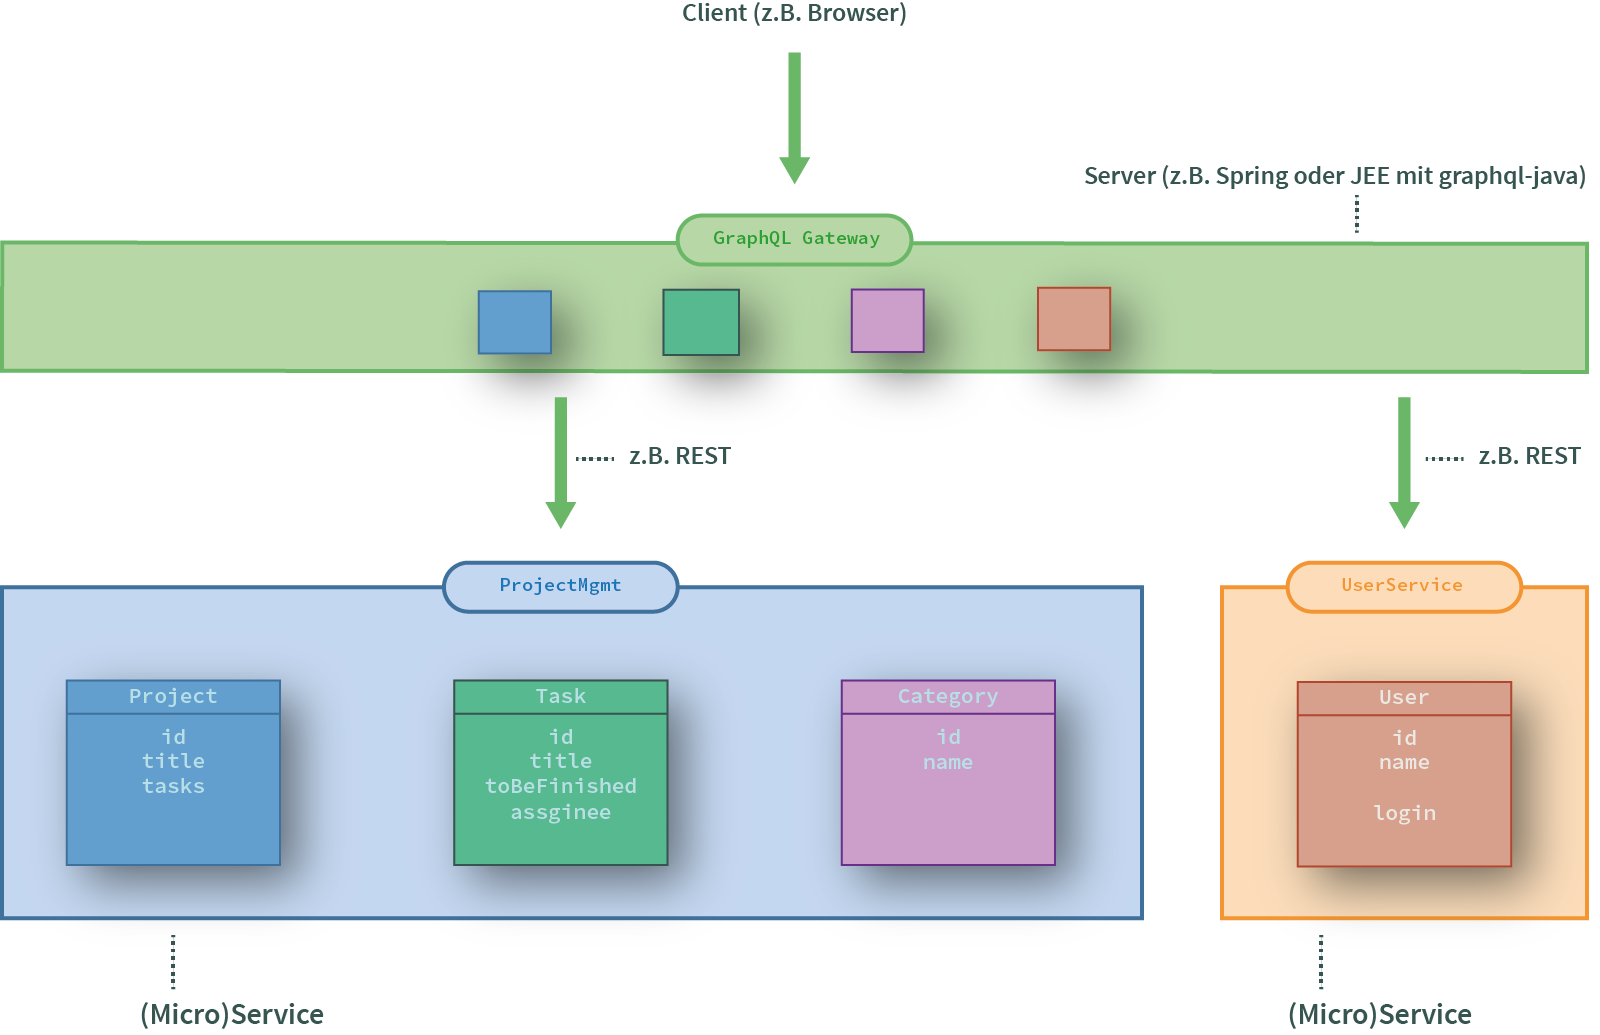 Client (z.B. Browser)
Server (z.B. Spring oder JEE mit graphql-java)
GraphQL Gateway
z.B. REST
z.B. REST
ProjectMgmt
UserService
Project
id
title
tasks
Task
id
title
toBeFinished
assginee
Category
id
name
User
id
name
login
(Micro)Service
(Micro)Service